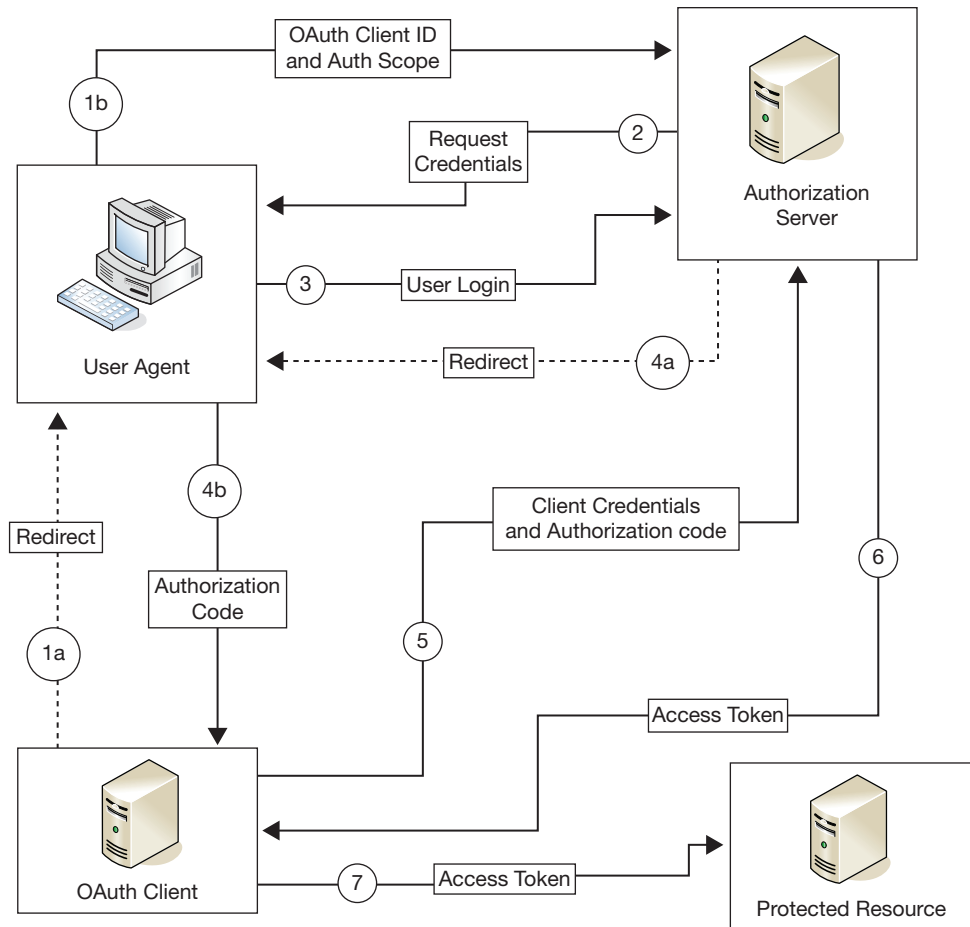 OAuth Client ID
and Auth Scope
1b
2
Request
Credentials
Authorization
Server
3
User Login
User Agent
Redirect
4a
4b
Client Credentials
and Authorization code
Redirect
6
Authorization
Code
5
1a
Access Token
OAuth Client
7
Access Token
Protected Resource